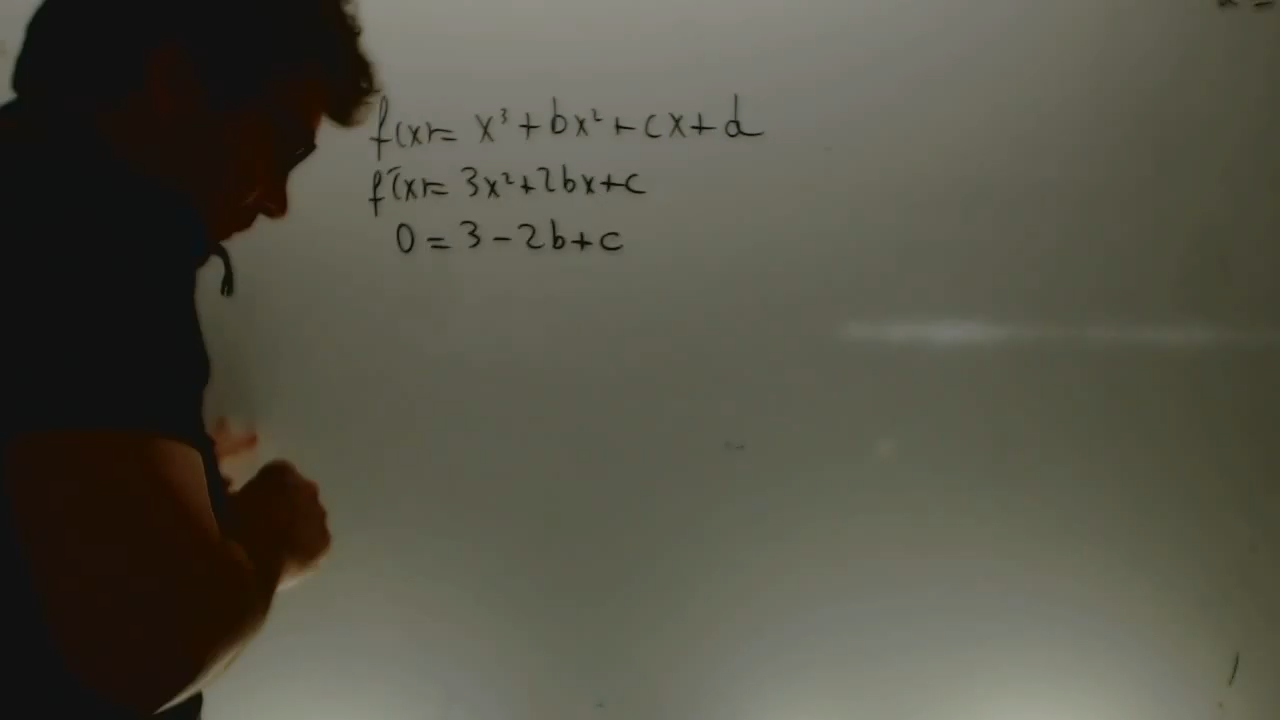 f(x)= x³+bx²+cx+d
f'(x)= 3x²+2bx+c
0=3-2b+c